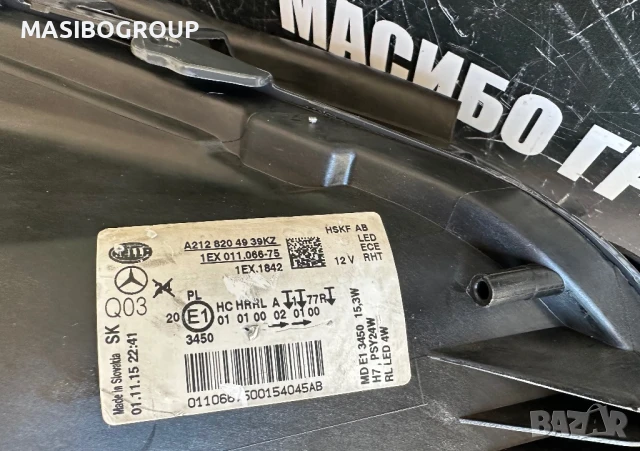 MASIBOGROUP
МАСИБО ГР
A212 820 49 39KZ
1EX 011.066-75
1EX.1842
HSKF AB
LED
ECE
12 V RHT
Q03
SK
Made in Slovakia
01.11.15 22:41
PL
20 E1
3450
HC HRRL A 1 77R
01 01 00 02 01 00
MD E1 3450 15,3W
H7, PSY24W
RL LED 4W
BAZAR